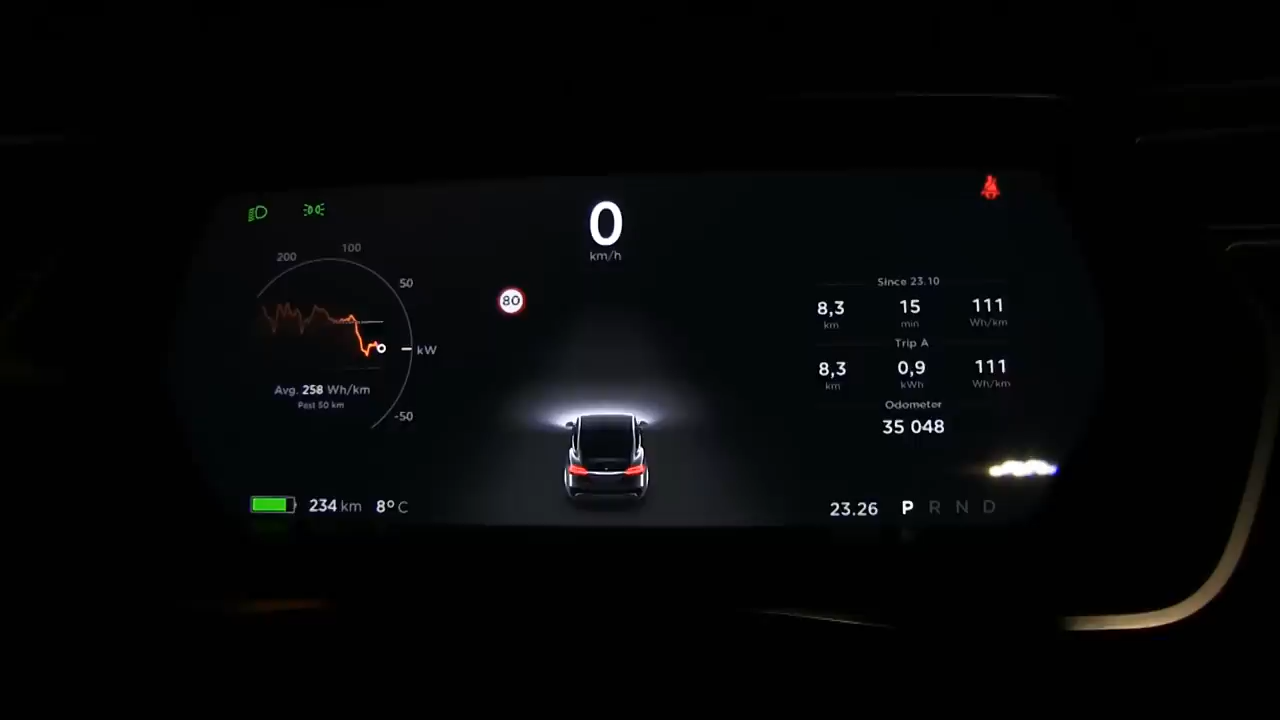 0
km/h
200
100
50
kW
-50
Avg. 258 Wh/km
Past 50 km
80
Since 23.10
8,3 15 111
km min Wh/km
Trip A
8,3 0,9 111
km kWh Wh/km
Odometer
35 048
234 km 8°C
23.26 P R N D